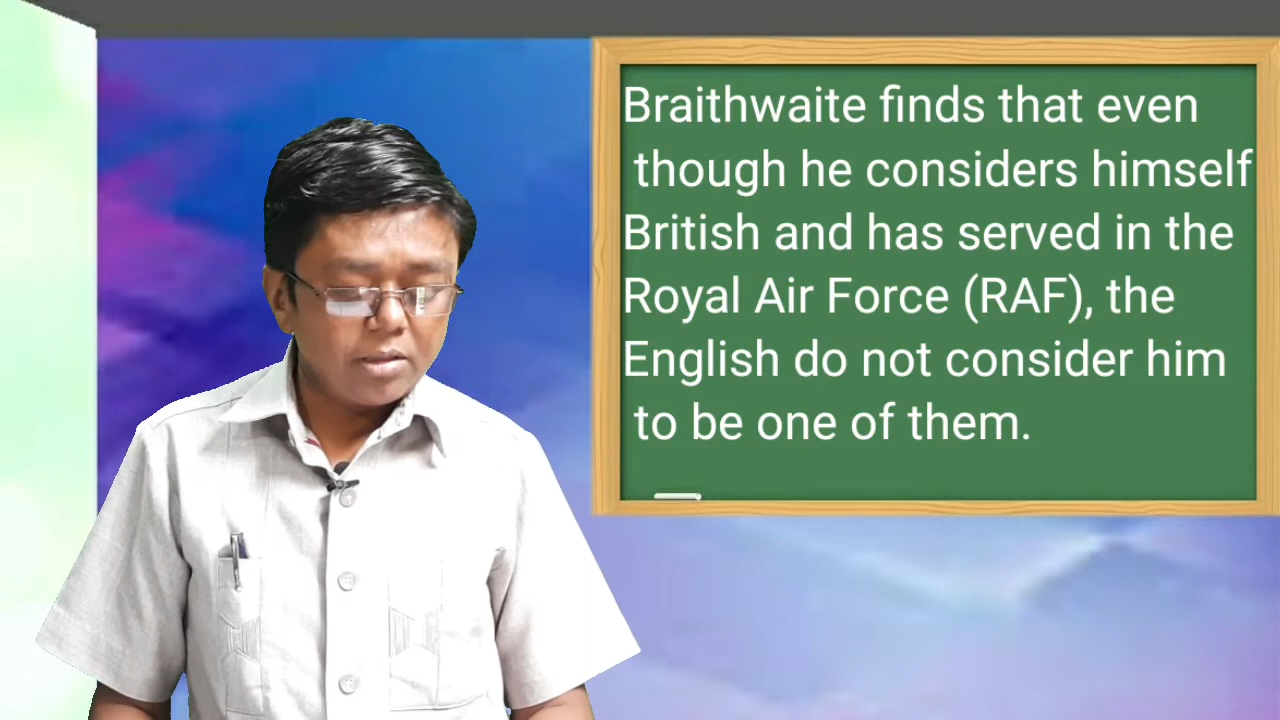 Braithwaite finds that even
though he considers himself
British and has served in the
Royal Air Force (RAF), the
English do not consider him
to be one of them.